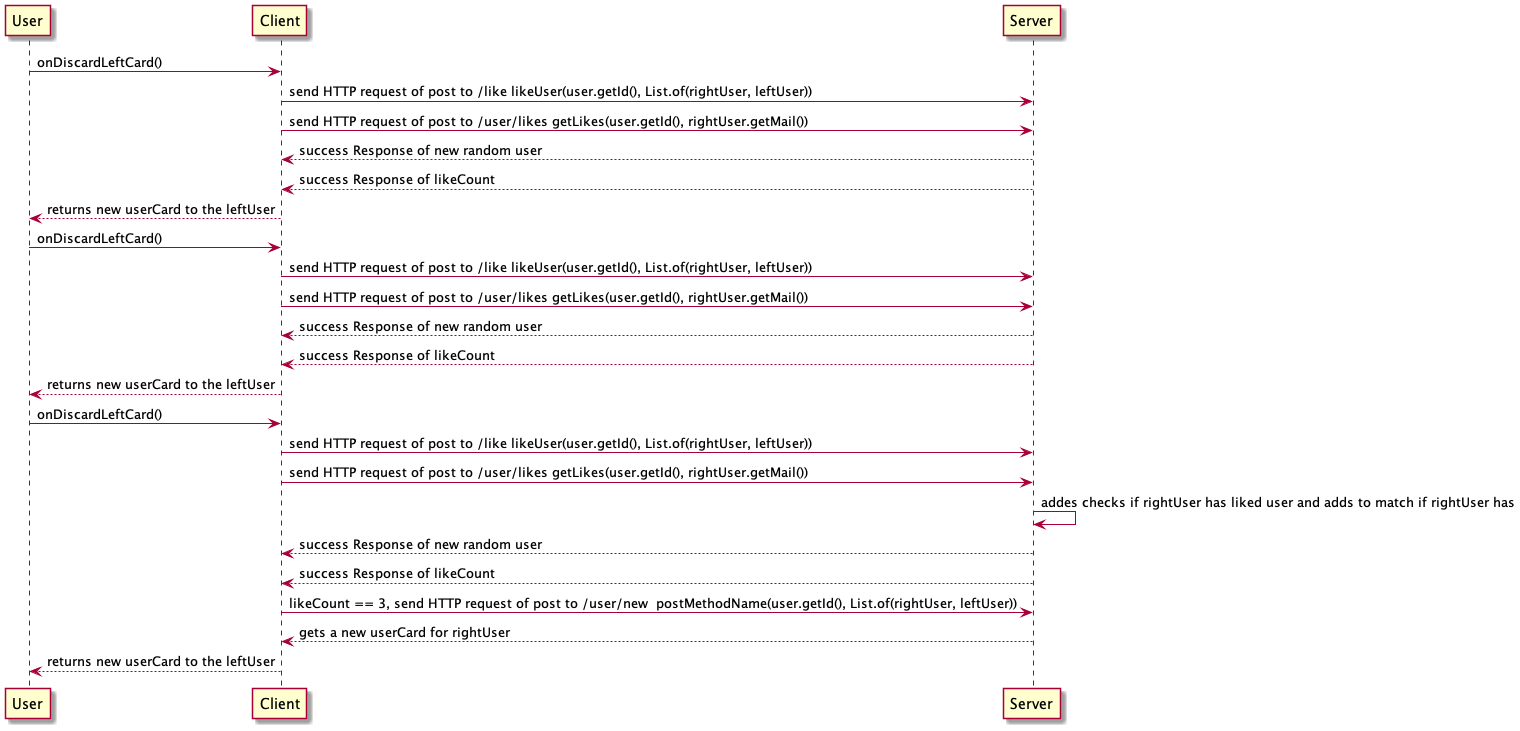 User Client Server
onDiscardLeftCard()
send HTTP request of post to /like likeUser(user.getId(), List.of(rightUser, leftUser))
send HTTP request of post to /user/likes getLikes(user.getId(), rightUser.getMail())
success Response of new random user
success Response of likeCount
returns new userCard to the leftUser
onDiscardLeftCard()
send HTTP request of post to /like likeUser(user.getId(), List.of(rightUser, leftUser))
send HTTP request of post to /user/likes getLikes(user.getId(), rightUser.getMail())
success Response of new random user
success Response of likeCount
returns new userCard to the leftUser
onDiscardLeftCard()
send HTTP request of post to /like likeUser(user.getId(), List.of(rightUser, leftUser))
send HTTP request of post to /user/likes getLikes(user.getId(), rightUser.getMail())
addes checks if rightUser has liked user and adds to match if rightUser has
success Response of new random user
success Response of likeCount
likeCount == 3, send HTTP request of post to /user/new  postMethodName(user.getId(), List.of(rightUser, leftUser))
gets a new userCard for rightUser
returns new userCard to the leftUser
User Client Server